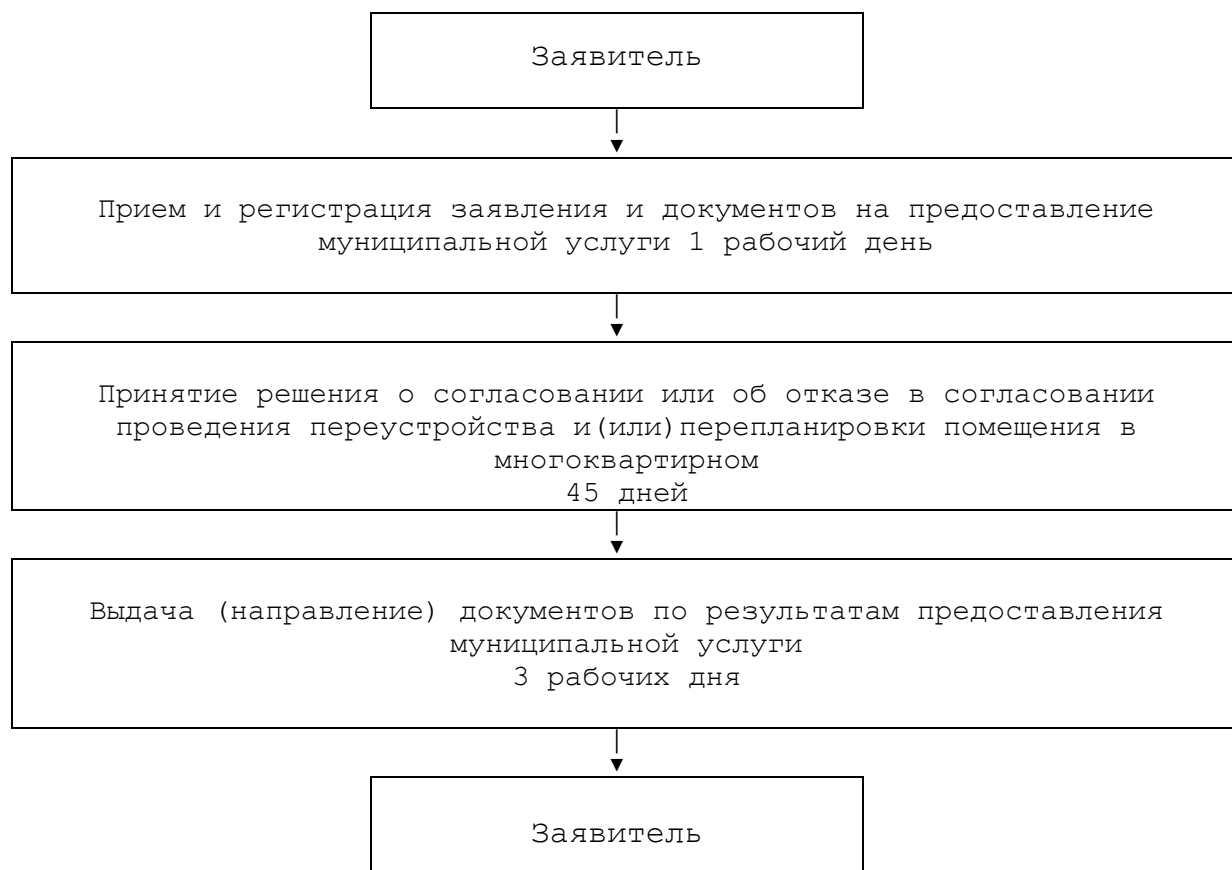 Заявитель
Прием и регистрация заявления и документов на предоставление
муниципальной услуги 1 рабочий день
Принятие решения о согласовании или об отказе в согласовании
проведения переустройства и(или)перепланировки помещения в
многоквартирном
45 дней
Выдача (направление) документов по результатам предоставления
муниципальной услуги
3 рабочих дня
Заявитель